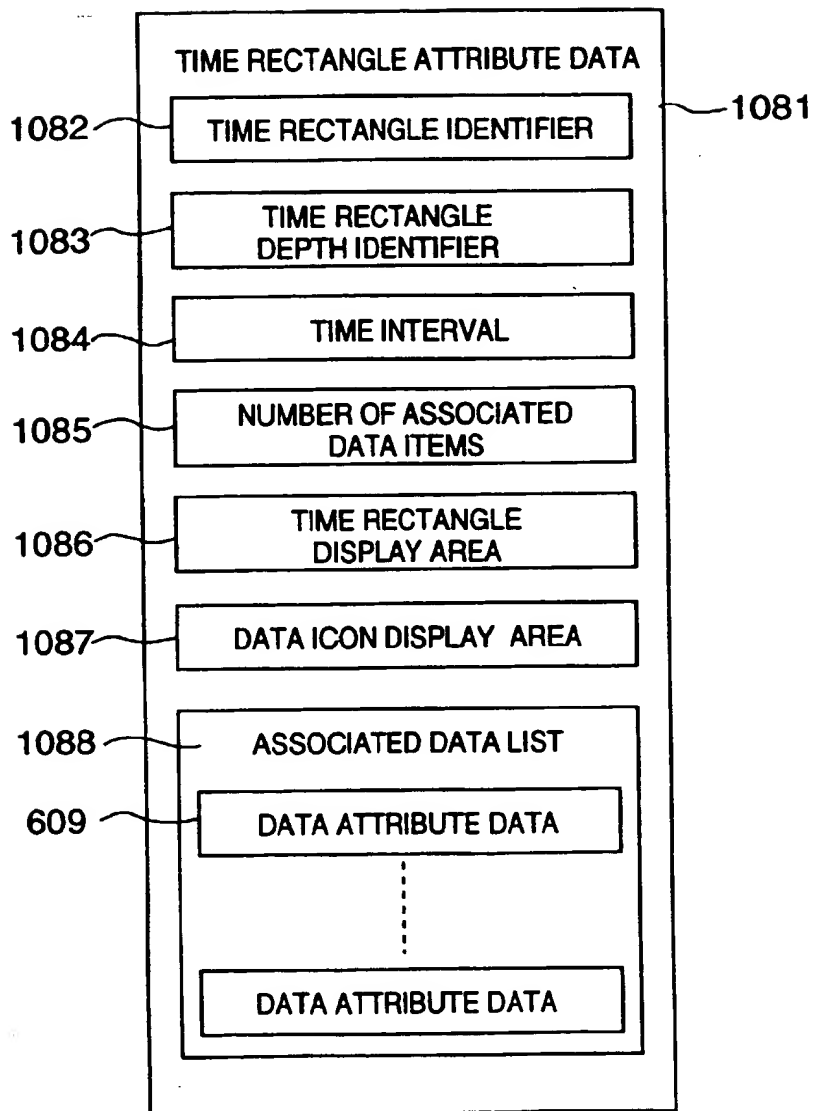 TIME RECTANGLE ATTRIBUTE DATA
1081
1082
TIME RECTANGLE IDENTIFIER
1083
TIME RECTANGLE
DEPTH IDENTIFIER
1084
TIME INTERVAL
1085
NUMBER OF ASSOCIATED
DATA ITEMS
1086
TIME RECTANGLE
DISPLAY AREA
1087
DATA ICON DISPLAY AREA
1088
ASSOCIATED DATA LIST
609
DATA ATTRIBUTE DATA
DATA ATTRIBUTE DATA